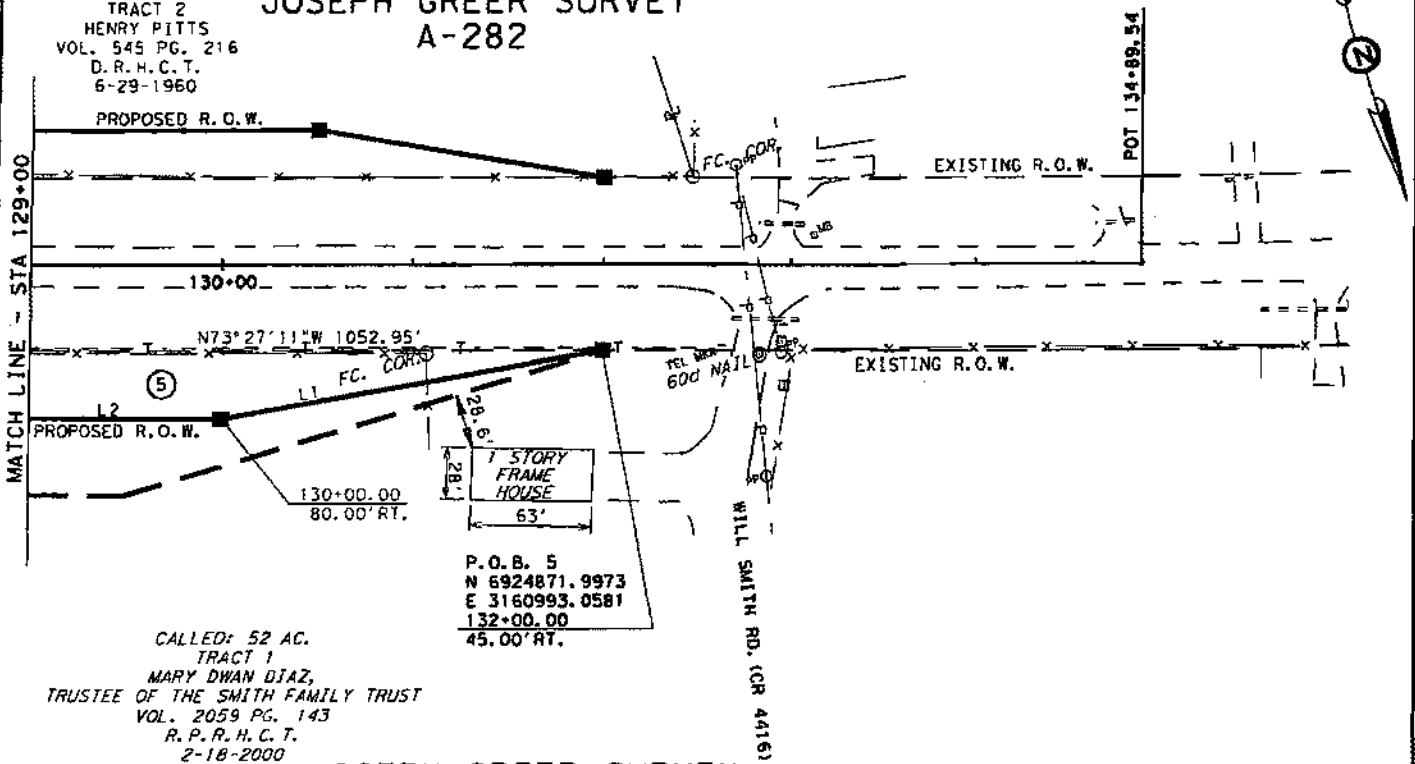 JOSEPH GREER SURVEY
A-282
TRACT 2
HENRY PITTS
VOL. 545 PG. 216
D. R. H. C. T.
6-29-1960
PROPOSED R. O. W.
MATCH LINE - STA 129+00
POT 134+89.54
N
FC. COR.
PP
EXISTING R. O. W.
MB
130+00
N73°27'11"W 1052.95'
T
T
T
T
FC. COR.
TEL MKR
60d NAIL
PP
EXISTING R. O. W.
5
L1
L2
PROPOSED R. O. W.
28.6'
1 STORY
FRAME
HOUSE
28'
63'
PP
130+00.00
80.00'RT.
P. O. B. 5
N 6924871.9973
E 3160993.0581
132+00.00
45.00'RT.
WILL SMITH RD. (CR 4416)
CALLED: 52 AC.
TRACT 1
MARY DWAN DIAZ,
TRUSTEE OF THE SMITH FAMILY TRUST
VOL. 2059 PG. 143
R. P. R. H. C. T.
2-18-2000